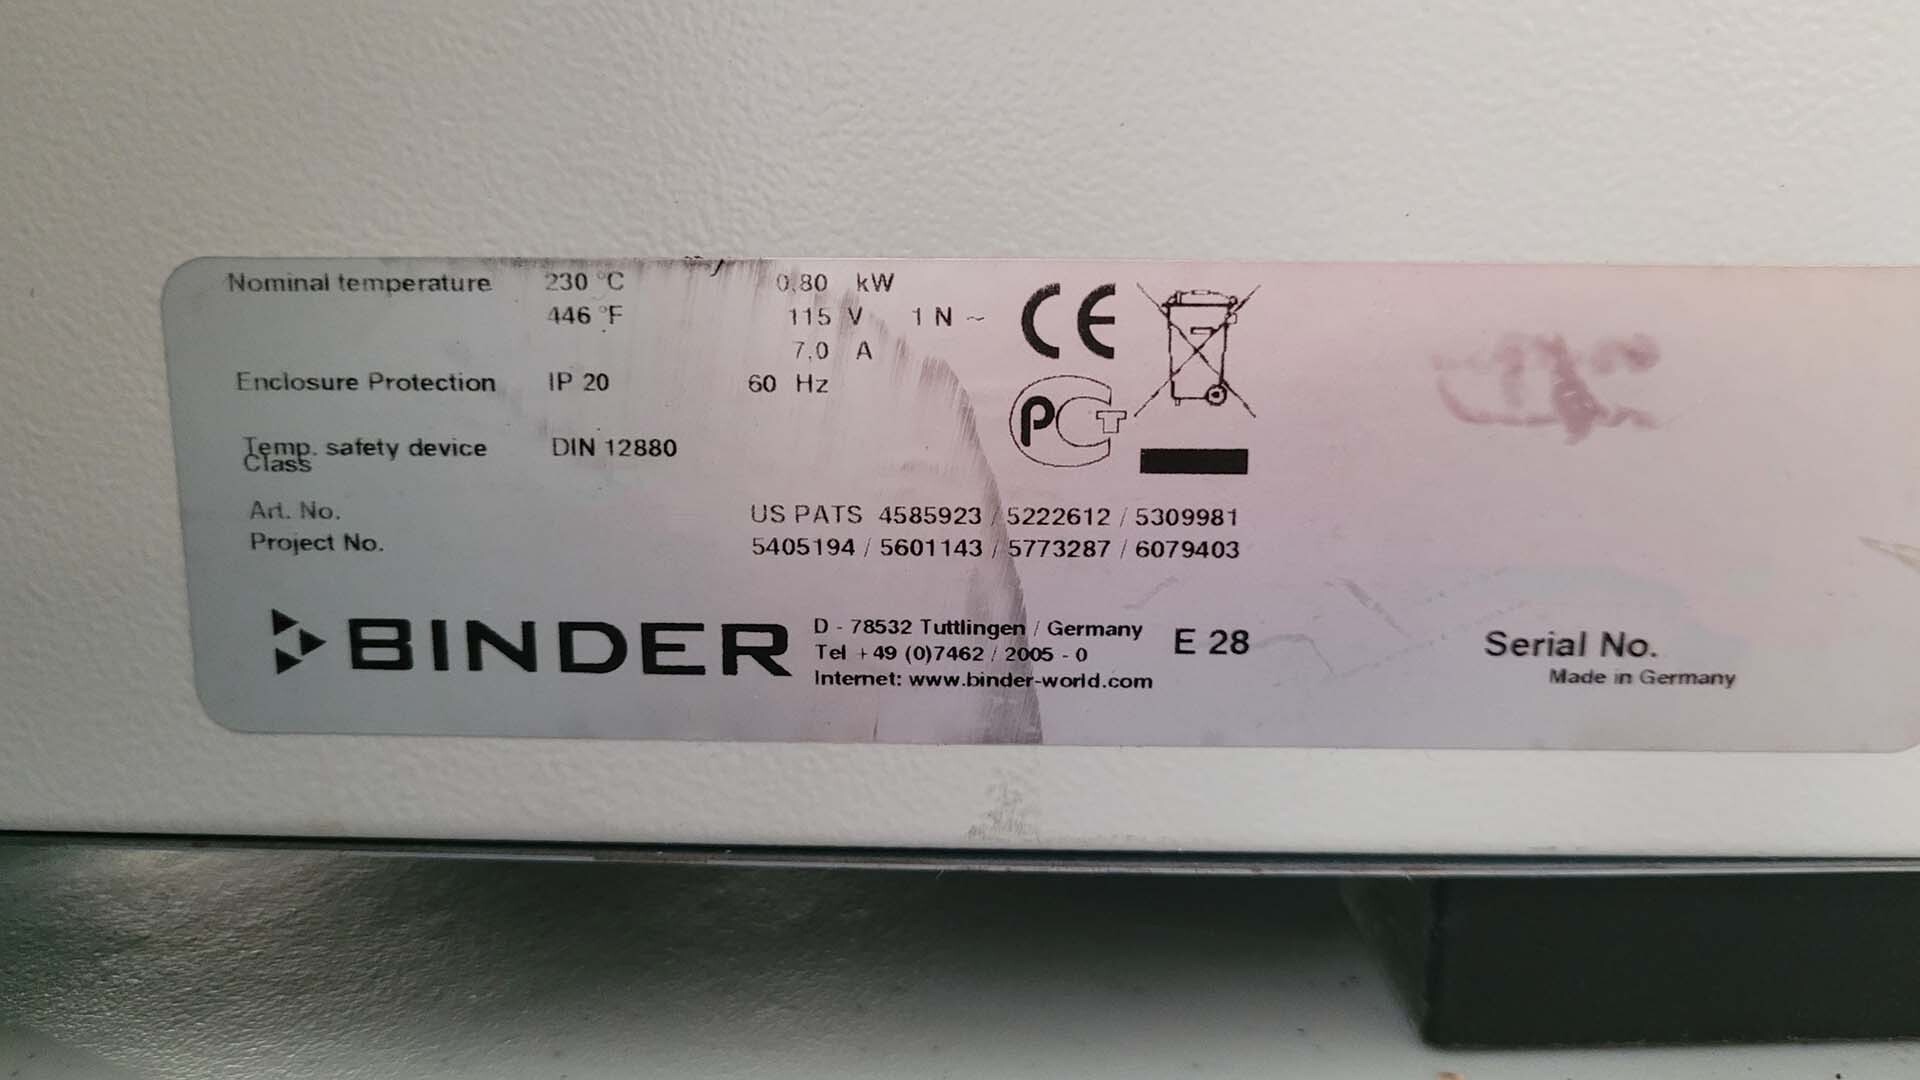 Nominal temperature 230 °C 0,80 kW
446 °F 115 V 1 N ~
7,0 A
Enclosure Protection IP 20 60 Hz
Temp. safety device DIN 12880
Class
Art. No.
Project No.
US PATS 4585923 / 5222612 / 5309981
5405194 / 5601143 / 5773287 / 6079403
CE
PCT
BINDER
D - 78532 Tuttlingen / Germany
Tel + 49 (0)7462 / 2005 - 0
Internet: www.binder-world.com
E 28
Serial No.
Made in Germany